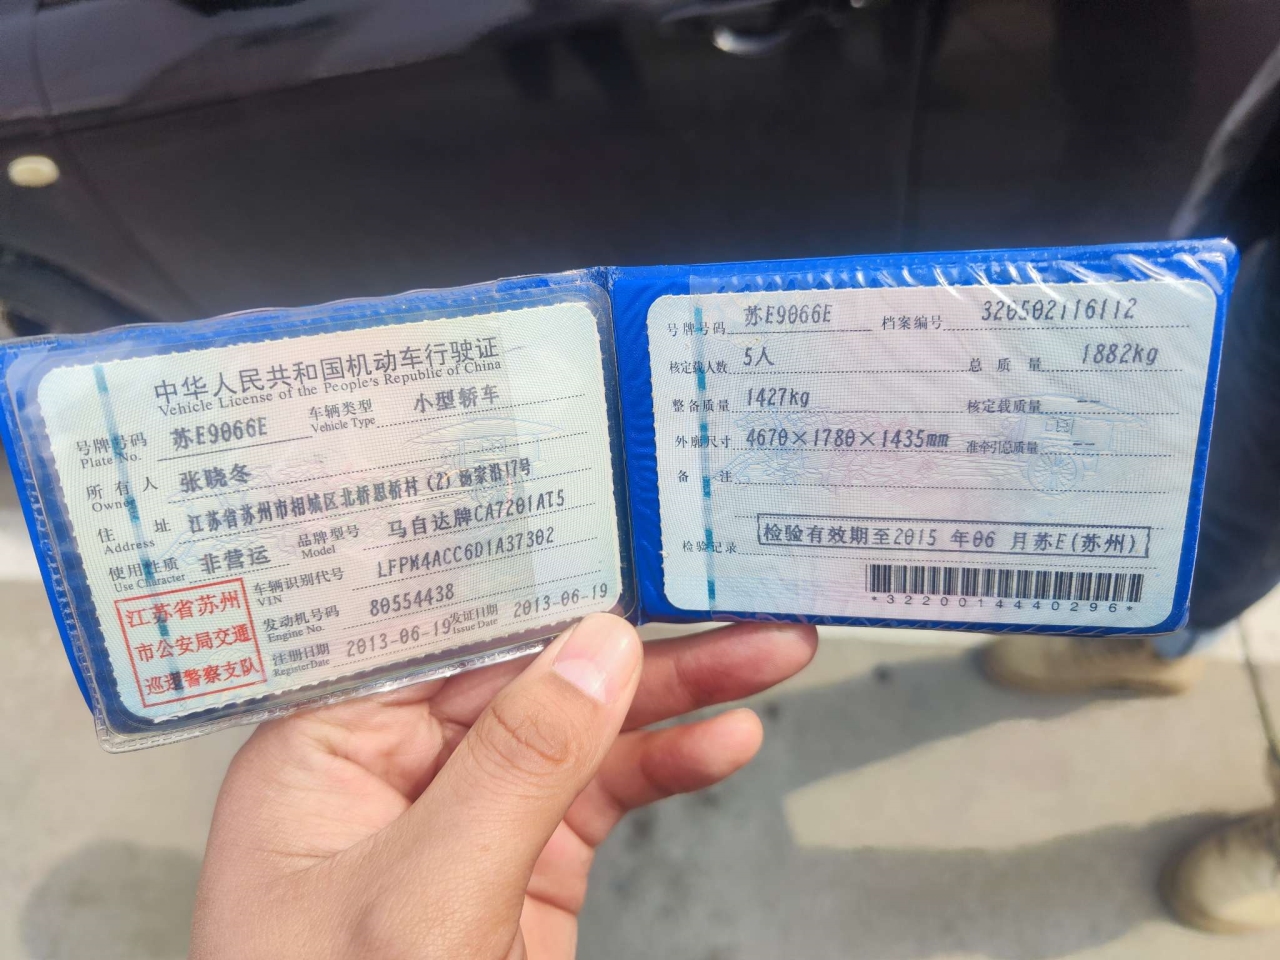 中华人民共和国机动车行驶证
Vehicle License of the People's Republic of China
号牌号码 苏E9066E 车辆类型 小型轿车
Plate No. Vehicle Type
所有人 张晓冬
Owner
住址 江苏省苏州市相城区北桥思桥村(2)杨家沿17号
Address
使用性质 非营运 品牌型号 马自达牌CA7201AT5
Use Character Model
车辆识别代号 LFPM4ACC6D1A37302
VIN
发动机号码 80554438
Engine No.
注册日期 2013-06-19 发证日期 2013-06-19
Register Date Issue Date
江苏省苏州
市公安局交通
巡逻警察支队
号牌号码 苏E9066E 档案编号 320502116112
核定载人数 5人 总质量 1882kg
整备质量 1427kg 核定载质量 --
外廓尺寸 4670×1780×1435mm 准牵引总质量 --
备注
检验记录 检验有效期至2015年06月苏E(苏州)
*3220014440296*